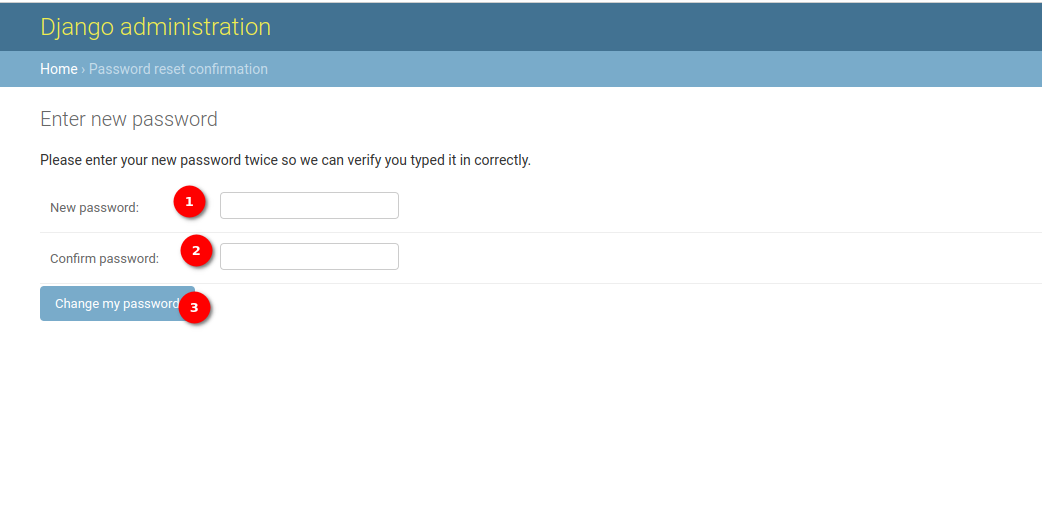 Django administration
Home › Password reset confirmation
Enter new password
Please enter your new password twice so we can verify you typed it in correctly.
New password: 1
Confirm password: 2
Change my password 3